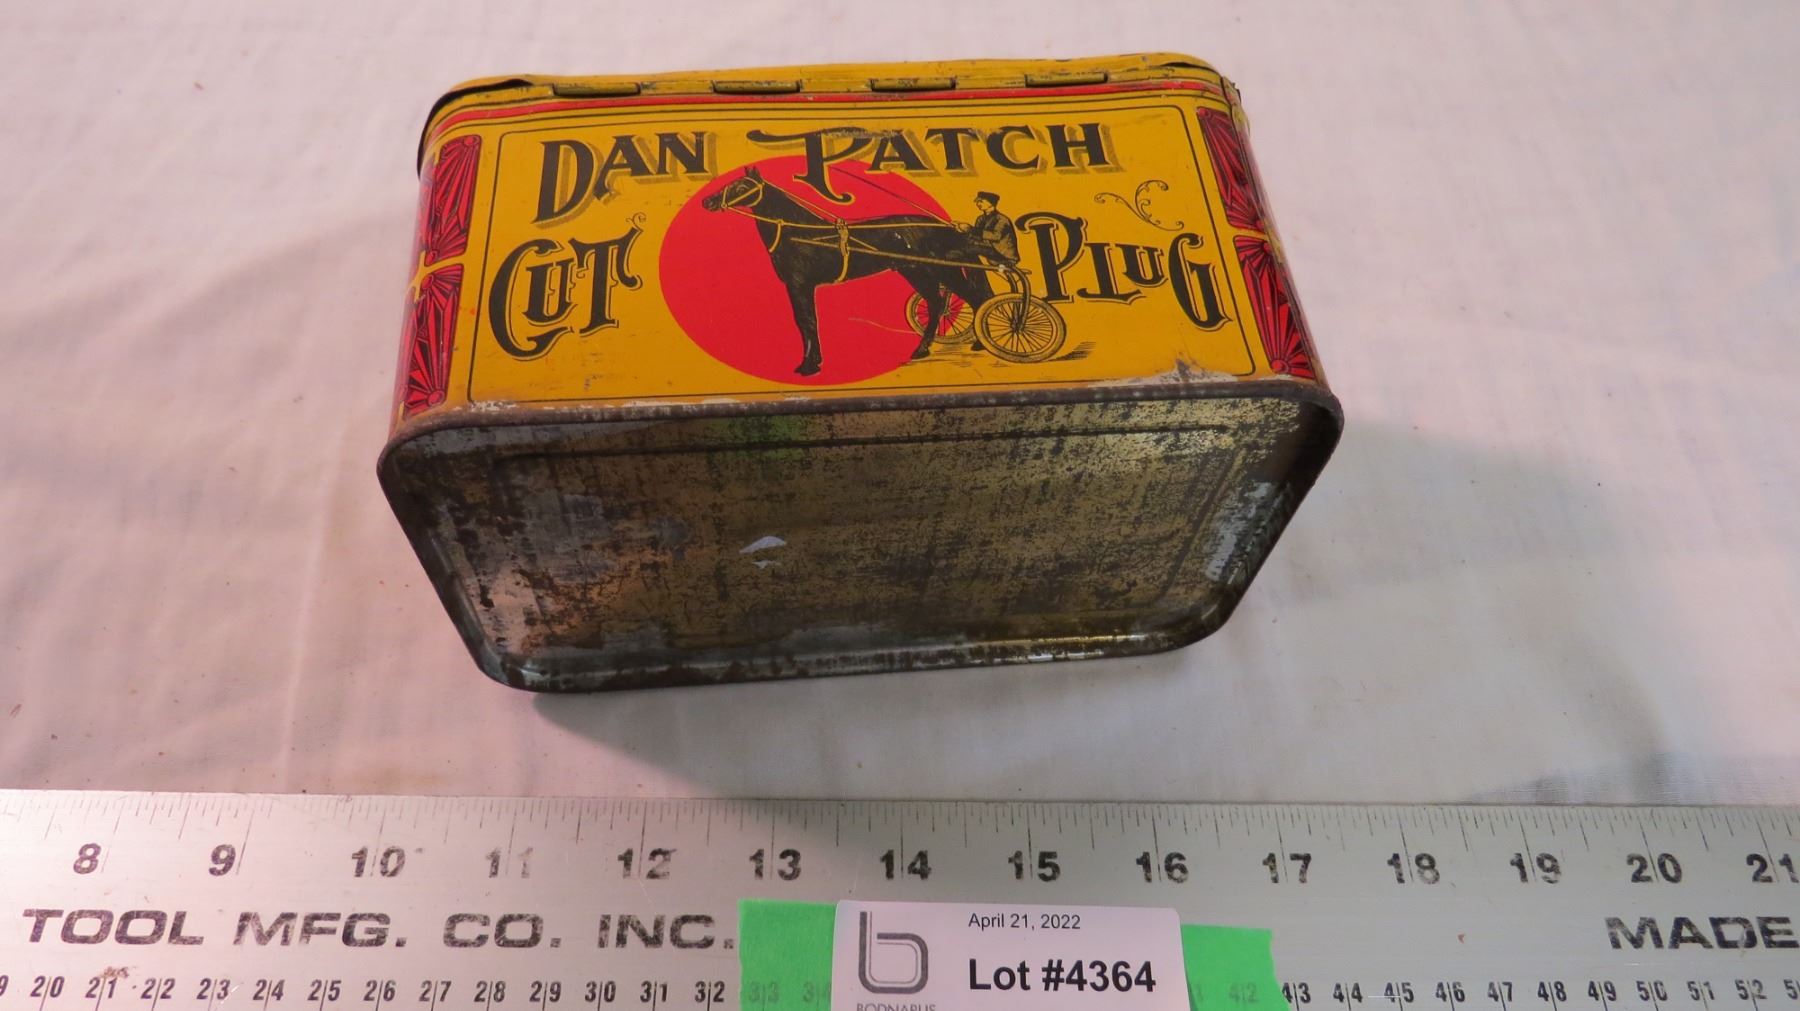 DAN PATCH
CUT PLUG
8 9 10 11 12 13 14 15 16 17 18 19 20 21
TOOL MFG. CO. INC. MADE
20 21 22 23 24 25 26 27 28 29 30 31 32 33 42 43 44 45 46 47 48 49 50 51 52
April 21, 2022
Lot #4364